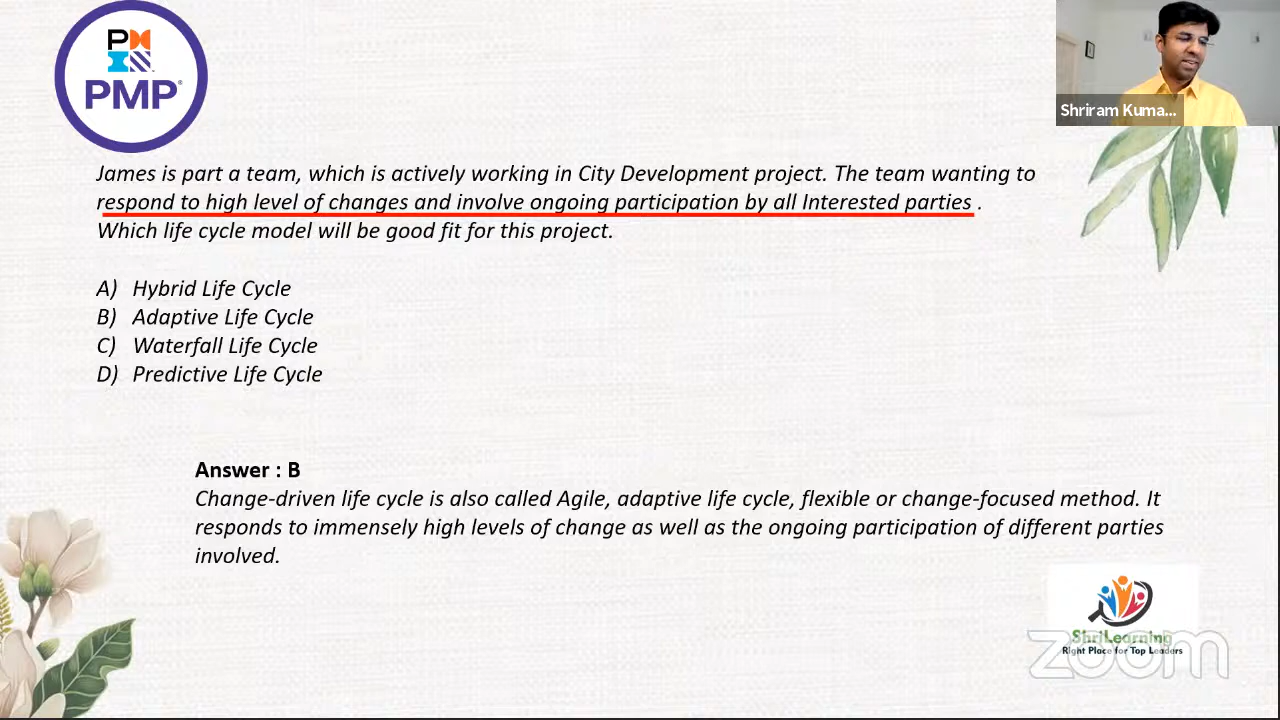 PM
PMP®
Shriram Kuma...
James is part a team, which is actively working in City Development project. The team wanting to
respond to high level of changes and involve ongoing participation by all Interested parties .
Which life cycle model will be good fit for this project.
A) Hybrid Life Cycle
B) Adaptive Life Cycle
C) Waterfall Life Cycle
D) Predictive Life Cycle
Answer : B
Change-driven life cycle is also called Agile, adaptive life cycle, flexible or change-focused method. It
responds to immensely high levels of change as well as the ongoing participation of different parties
involved.
ShriLearning
Right Place for Top Leaders
zoom